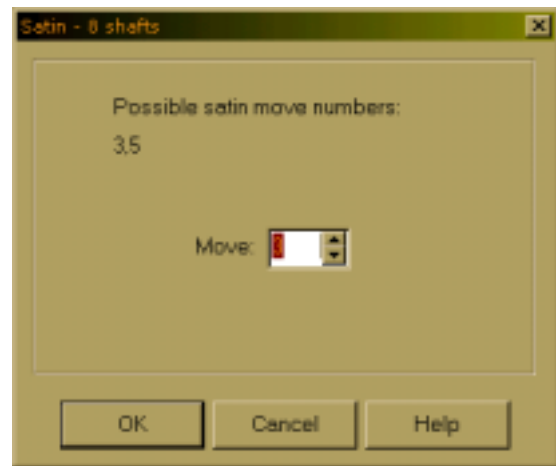 Satin - 8 shafts
Possible satin move numbers:
3,5
Move:
OK Cancel Help